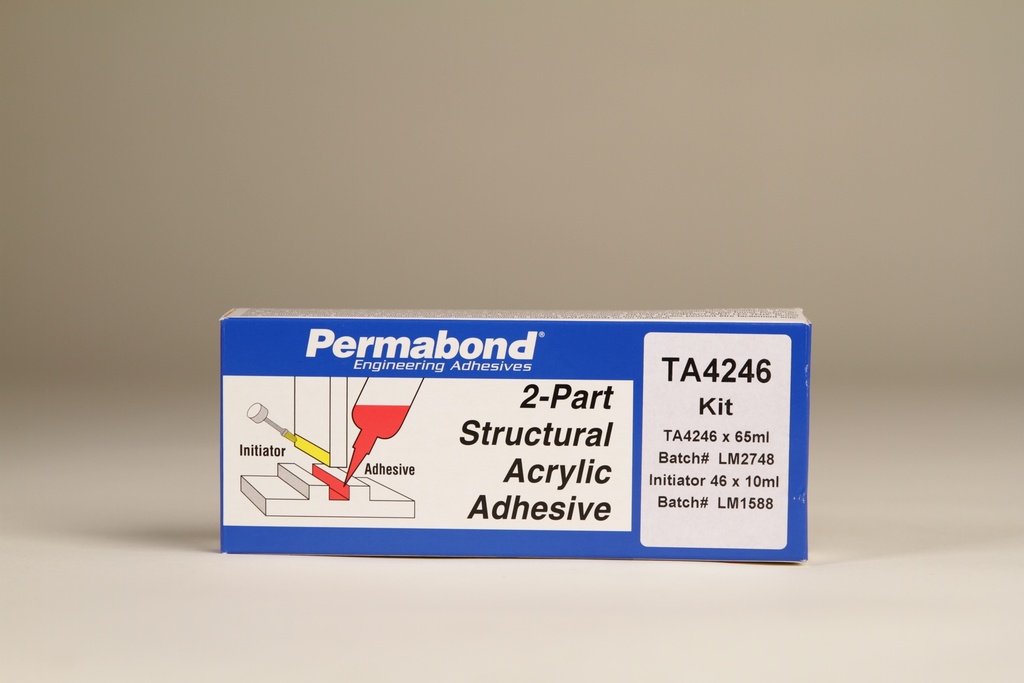 Permabond®
Engineering Adhesives
2-Part
Structural
Acrylic
Adhesive
Initiator
Adhesive
TA4246
Kit
TA4246 x 65ml
Batch# LM2748
Initiator 46 x 10ml
Batch# LM1588